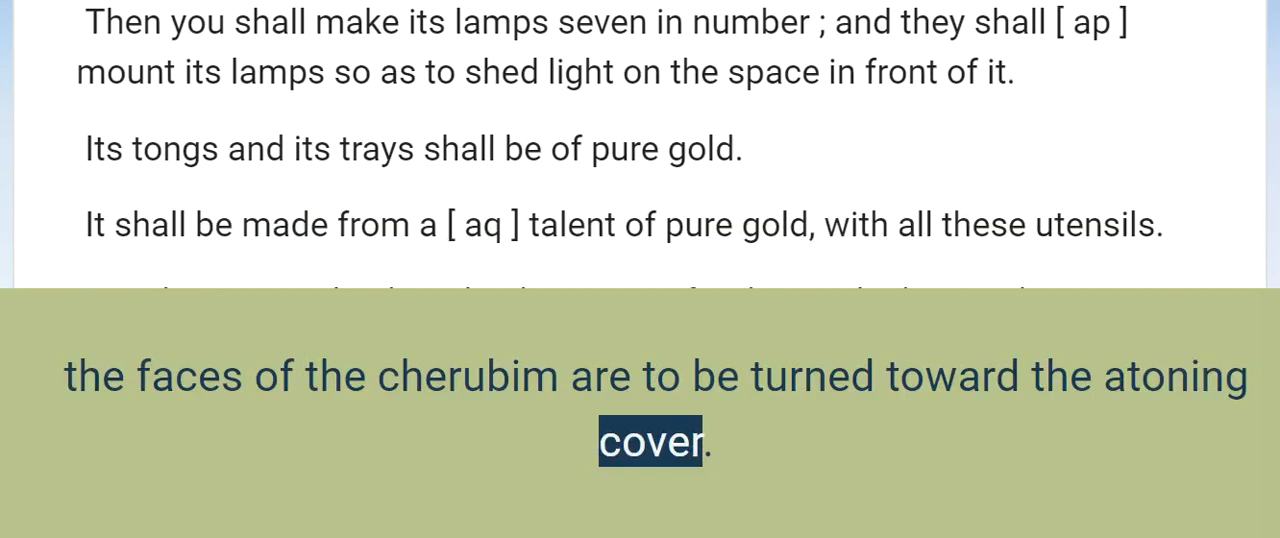 Then you shall make its lamps seven in number ; and they shall [ ap ]
mount its lamps so as to shed light on the space in front of it.
Its tongs and its trays shall be of pure gold.
It shall be made from a [ aq ] talent of pure gold, with all these utensils.
the faces of the cherubim are to be turned toward the atoning
cover.